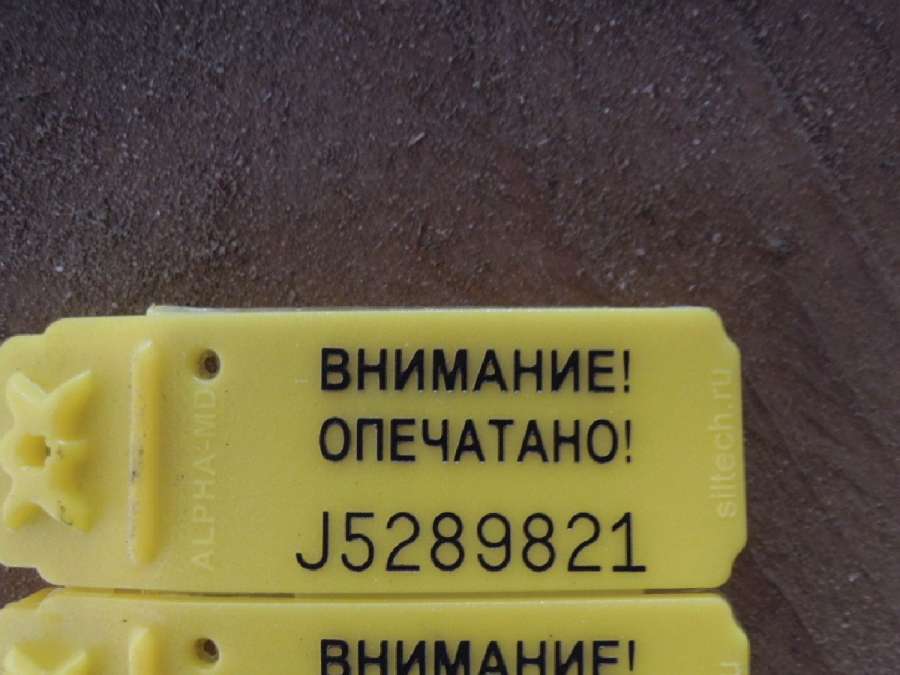 ВНИМАНИЕ!
ОПЕЧАТАНО!
J5289821
ALPHA-MD
siltech.ru
ВНИМАНИЕ!